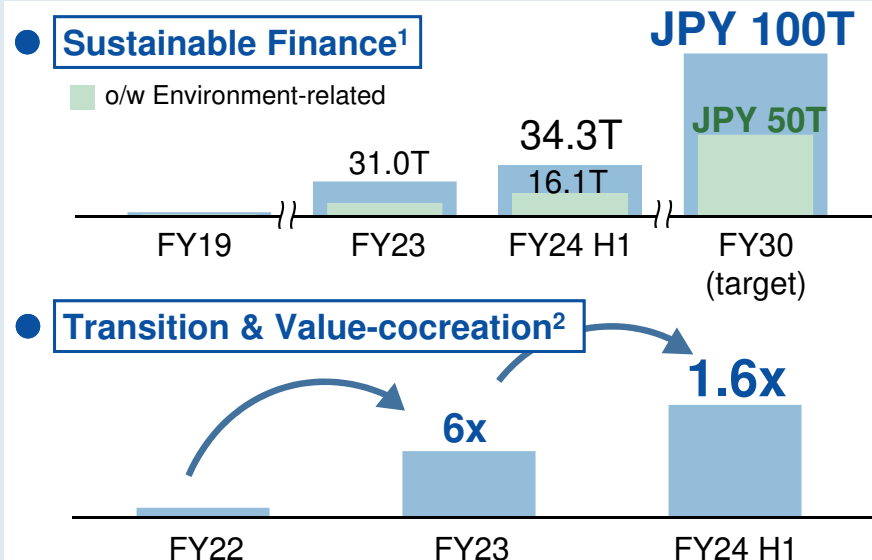 Sustainable Finance1
JPY 100T
o/w Environment-related
JPY 50T
34.3T
31.0T
16.1T
FY19
FY23
FY24 H1
FY30
(target)
Transition & Value-cocreation2
1.6x
6x
FY22
FY23
FY24 H1